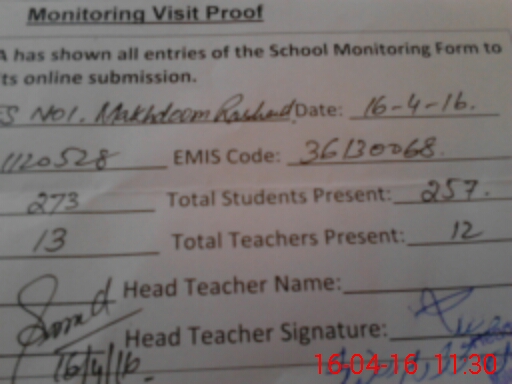 Monitoring Visit Proof
A has shown all entries of the School Monitoring Form to
ts online submission.
S NO1. Makhdoom Rashid Date: 16-4-16.
1120528 EMIS Code: 36130068.
273 Total Students Present: 257.
13 Total Teachers Present: 12
Head Teacher Name:
Head Teacher Signature:
16/4/16.
16-04-16 11:30